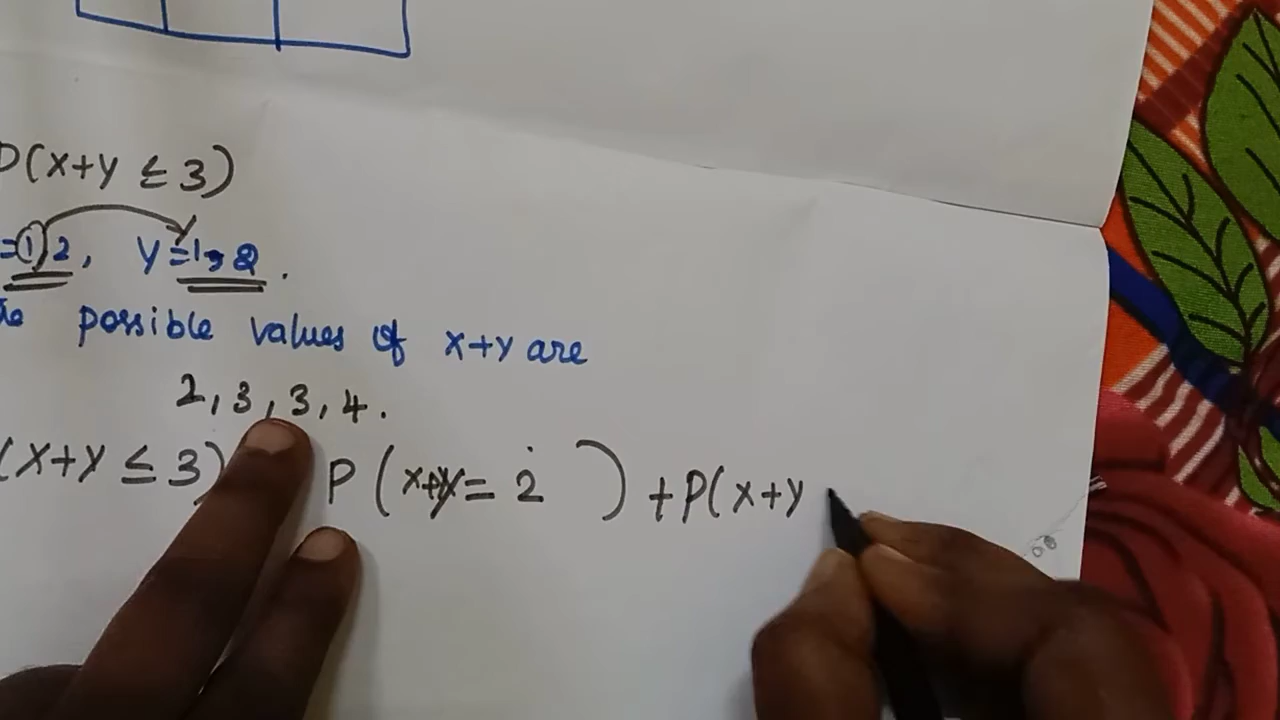 P(x+y ≤ 3)
=1,2, y=1,2.
possible values of x+y are
2,3,3,4.
(x+y ≤ 3) P(x+y= 2) +P(x+y